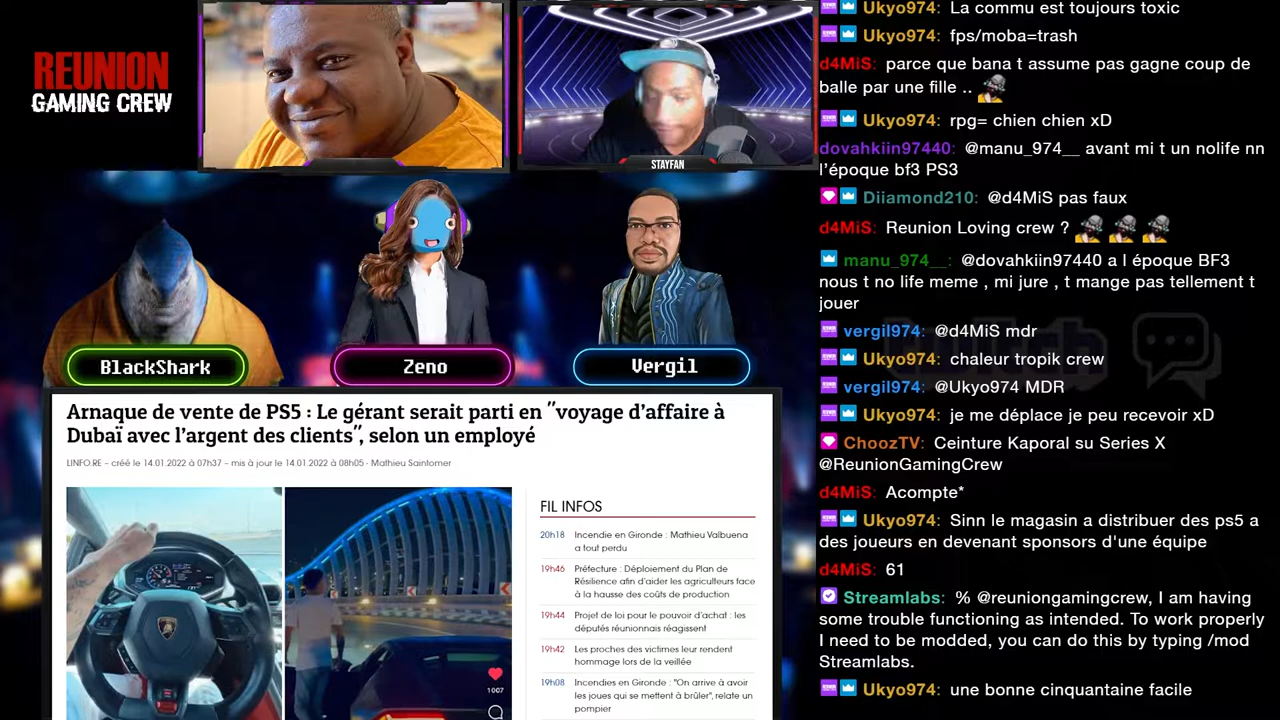 REUNION
GAMING CREW
STAYFAN
BlackShark
Zeno
Vergil
Arnaque de vente de PS5 : Le gérant serait parti en "voyage d'affaire à
Dubaï avec l'argent des clients", selon un employé
LINFO.RE – créé le 14.01.2022 à 07h37 – mis à jour le 14.01.2022 à 08h05 - Mathieu Saintomer
1007
FIL INFOS
20h18 Incendie en Gironde : Mathieu Valbuena
a tout perdu
19h46 Préfecture : Déploiement du Plan de
Résilience afin d'aider les agriculteurs face
à la hausse des coûts de production
19h44 Projet de loi pour le pouvoir d'achat : les
députés réunionnais réagissent
19h42 Les proches des victimes leur rendent
hommage lors de la veillée
19h08 Incendies en Gironde : "On arrive à avoir
les joues qui se mettent à brûler", relate un
pompier
Ukyo974: La commu est toujours toxic
Ukyo974: fps/moba=trash
d4MiS: parce que bana t assume pas gagne coup de
balle par une fille ..
Ukyo974: rpg= chien chien xD
dovahkiin97440: @manu_974__ avant mi t un nolife nn
l'époque bf3 PS3
Diiamond210: @d4MiS pas faux
d4MiS: Reunion Loving crew ?
manu_974__: @dovahkiin97440 a l époque BF3
nous t no life meme , mi jure , t mange pas tellement t
jouer
vergil974: @d4MiS mdr
Ukyo974: chaleur tropik crew
vergil974: @Ukyo974 MDR
Ukyo974: je me déplace je peu recevoir xD
ChoozTV: Ceinture Kaporal su Series X
@ReunionGamingCrew
d4MiS: Acompte*
Ukyo974: Sinn le magasin a distribuer des ps5 a
des joueurs en devenant sponsors d'une équipe
d4MiS: 61
Streamlabs: % @reuniongamingcrew, I am having
some trouble functioning as intended. To work properly
I need to be modded, you can do this by typing /mod
Streamlabs.
Ukyo974: une bonne cinquantaine facile